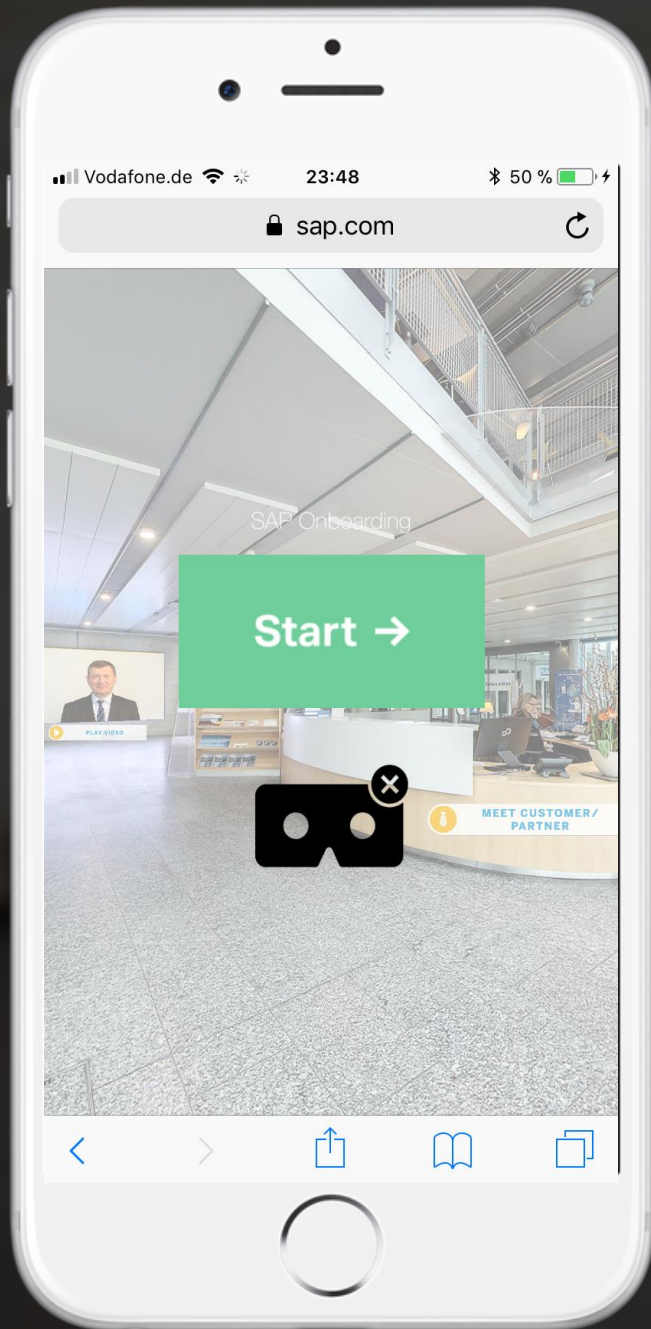 Vodafone.de 23:48 50 %
sap.com
SAP Onboarding
Start →
PLAY VIDEO
MEET CUSTOMER/
PARTNER